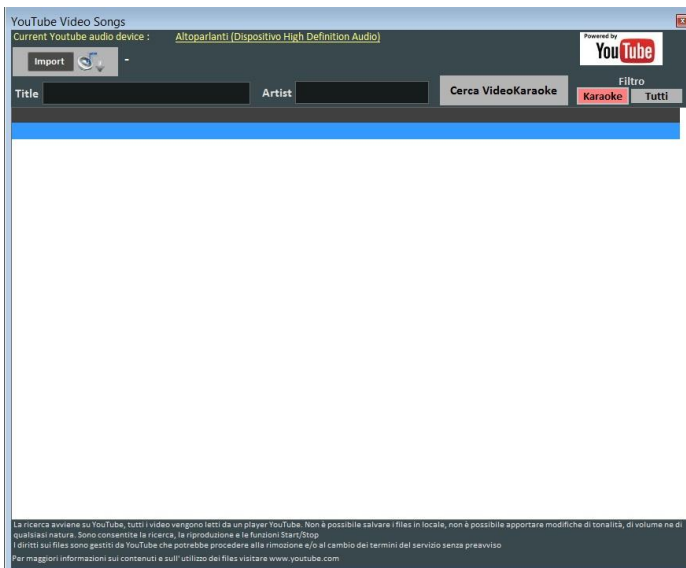 YouTube Video Songs
Current Youtube audio device : Altoparlanti (Dispositivo High Definition Audio)
Powered by
YouTube
Import -
Filtro
Title Artist Cerca VideoKaraoke Karaoke Tutti
La ricerca avviene su YouTube, tutti i video vengono letti da un player YouTube. Non è possibile salvare i files in locale, non è possibile apportare modifiche di tonalità, di volume ne di
qualsiasi natura. Sono consentite la ricerca, la riproduzione e le funzioni Start/Stop
I diritti sui files sono gestiti da YouTube che potrebbe procedere alla rimozione e/o al cambio dei termini del servizio senza preavviso
Per maggiori informazioni sui contenuti e sull' utilizzo dei files visitare www.youtube.com